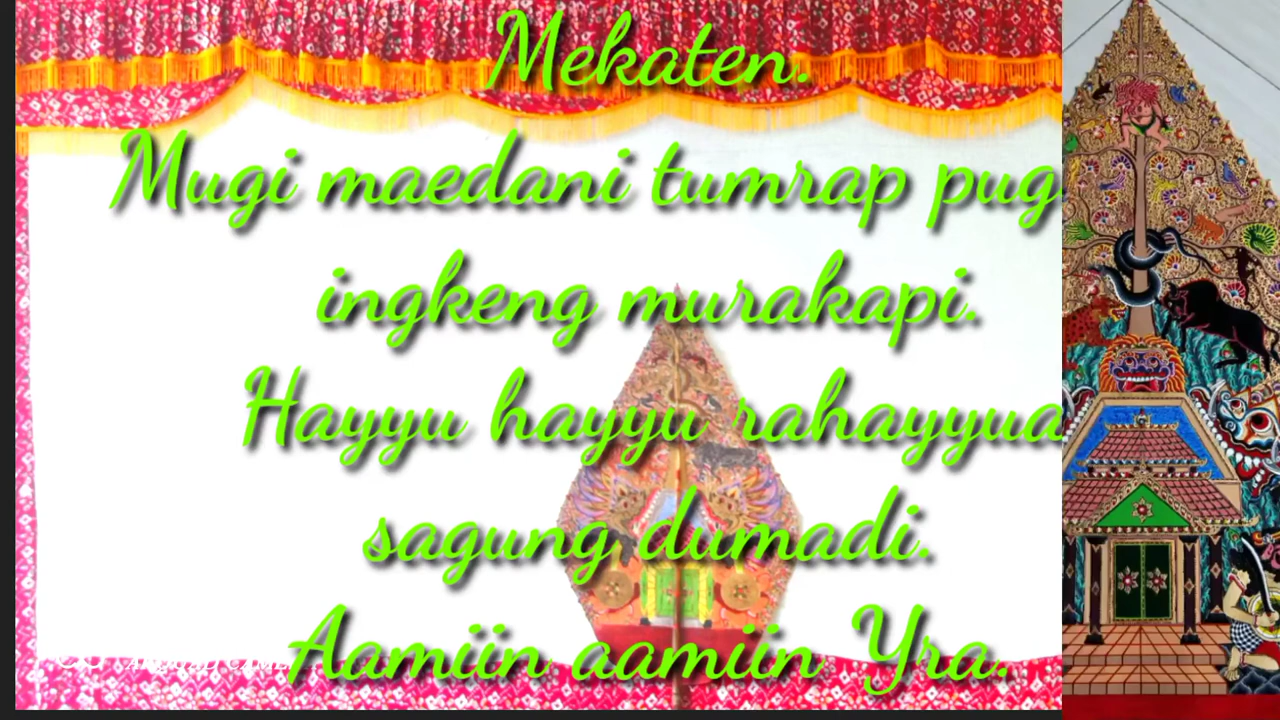 Mekaten.
Mugi maedani tumrap pug
ingkeng murakapi.
Hayyu hayyu rahayyua
sagung dumadi.
Aamiin aamiin Yra.